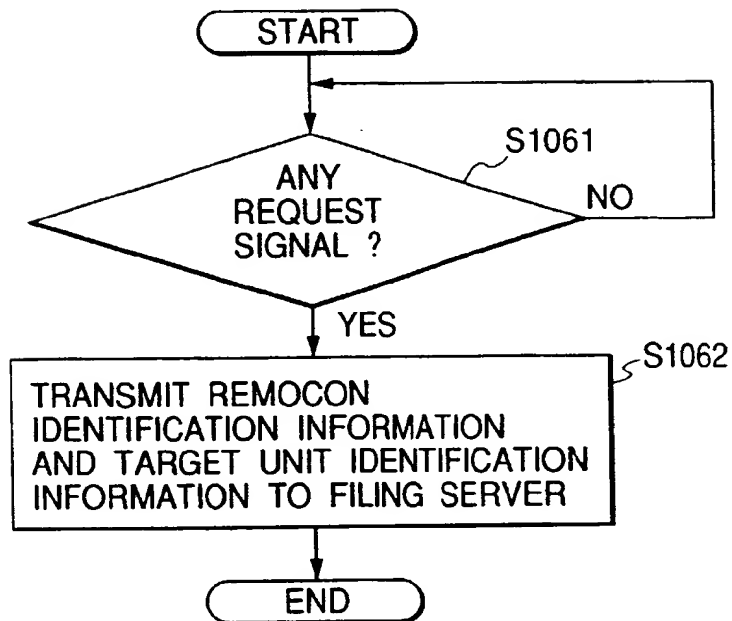 START
S1061
ANY
REQUEST
SIGNAL ?
NO
YES
S1062
TRANSMIT REMOCON
IDENTIFICATION INFORMATION
AND TARGET UNIT IDENTIFICATION
INFORMATION TO FILING SERVER
END